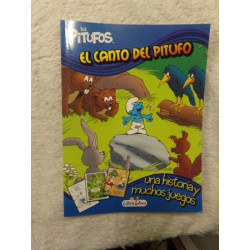 Los
PITUFOS
EL CANTO DEL PITUFO
una historia y
muchos juegos